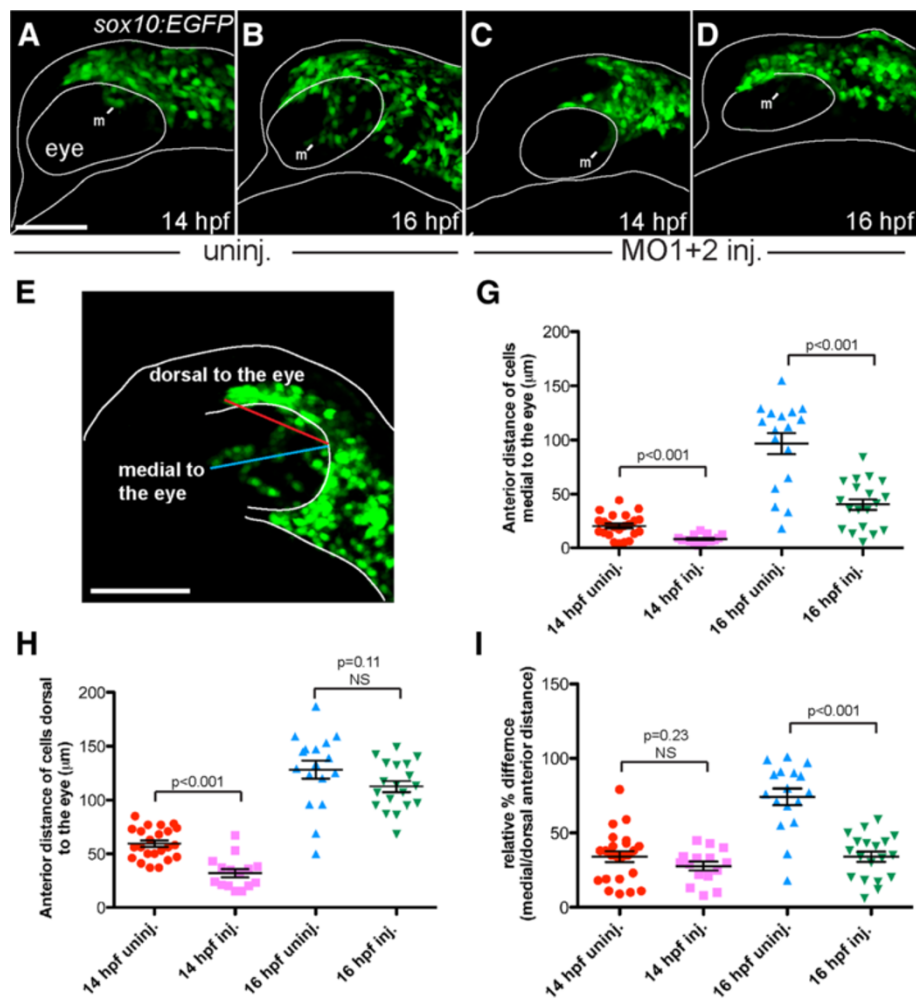 A
sox10:EGFP
B
C
D
m
eye
14 hpf
m
16 hpf
m
14 hpf
m
16 hpf
uninj.
MO1+2 inj.
E
dorsal to the eye
medial to
the eye
G
Anterior distance of cells
medial to the eye (μm)
200
150
100
50
0
p<0.001
p<0.001
14 hpf uninj.
14 hpf inj.
16 hpf uninj.
16 hpf inj.
H
Anterior distance of cells dorsal
to the eye (μm)
200
150
100
50
0
p<0.001
p=0.11
NS
14 hpf uninj.
14 hpf inj.
16 hpf uninj.
16 hpf inj.
I
relative % differnce
(medial/dorsal anterior distance)
150
100
50
0
p=0.23
NS
p<0.001
14 hpf uninj.
14 hpf inj.
16 hpf uninj.
16 hpf inj.